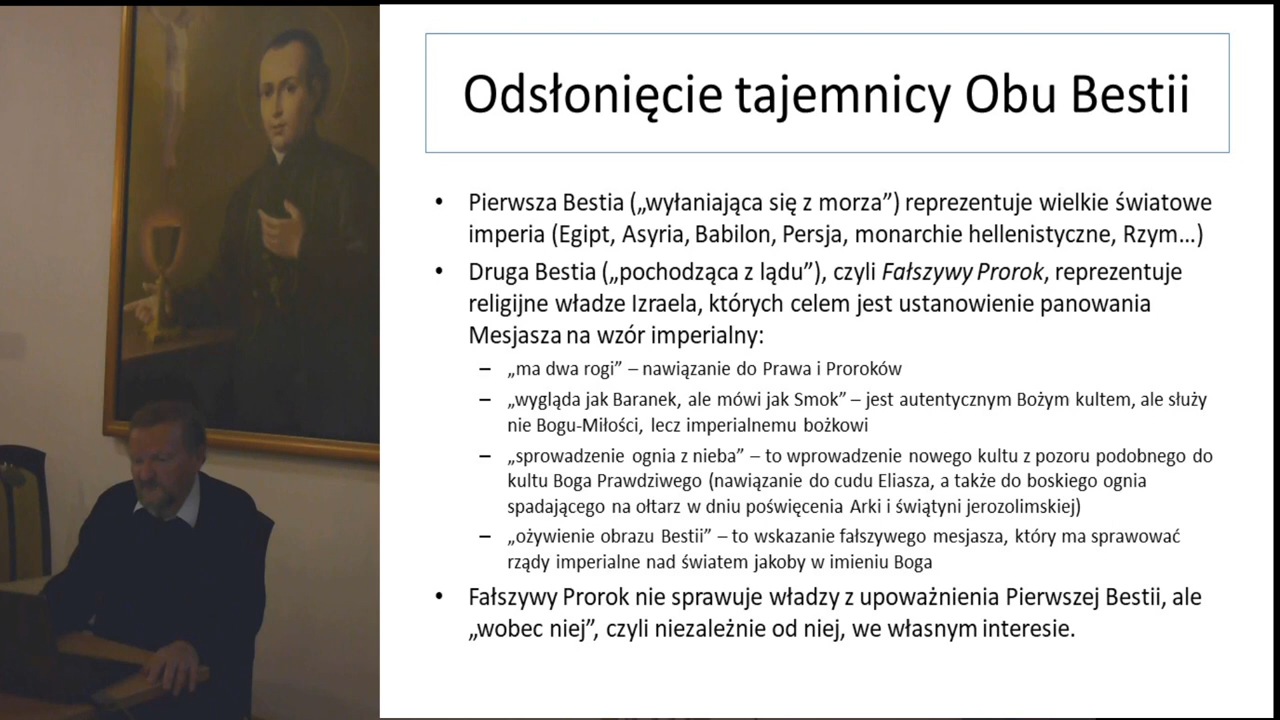 Odsłonięcie tajemnicy Obu Bestii
• Pierwsza Bestia („wyłaniająca się z morza”) reprezentuje wielkie światowe
imperia (Egipt, Asyria, Babilon, Persja, monarchie hellenistyczne, Rzym…)
• Druga Bestia („pochodząca z lądu”), czyli Fałszywy Prorok, reprezentuje
religijne władze Izraela, których celem jest ustanowienie panowania
Mesjasza na wzór imperialny:
– „ma dwa rogi” – nawiązanie do Prawa i Proroków
– „wygląda jak Baranek, ale mówi jak Smok” – jest autentycznym Bożym kultem, ale służy
nie Bogu-Miłości, lecz imperialnemu bożkowi
– „sprowadzenie ognia z nieba” – to wprowadzenie nowego kultu z pozoru podobnego do
kultu Boga Prawdziwego (nawiązanie do cudu Eliasza, a także do boskiego ognia
spadającego na ołtarz w dniu poświęcenia Arki i świątyni jerozolimskiej)
– „ożywienie obrazu Bestii” – to wskazanie fałszywego mesjasza, który ma sprawować
rządy imperialne nad światem jakoby w imieniu Boga
• Fałszywy Prorok nie sprawuje władzy z upoważnienia Pierwszej Bestii, ale
„wobec niej”, czyli niezależnie od niej, we własnym interesie.